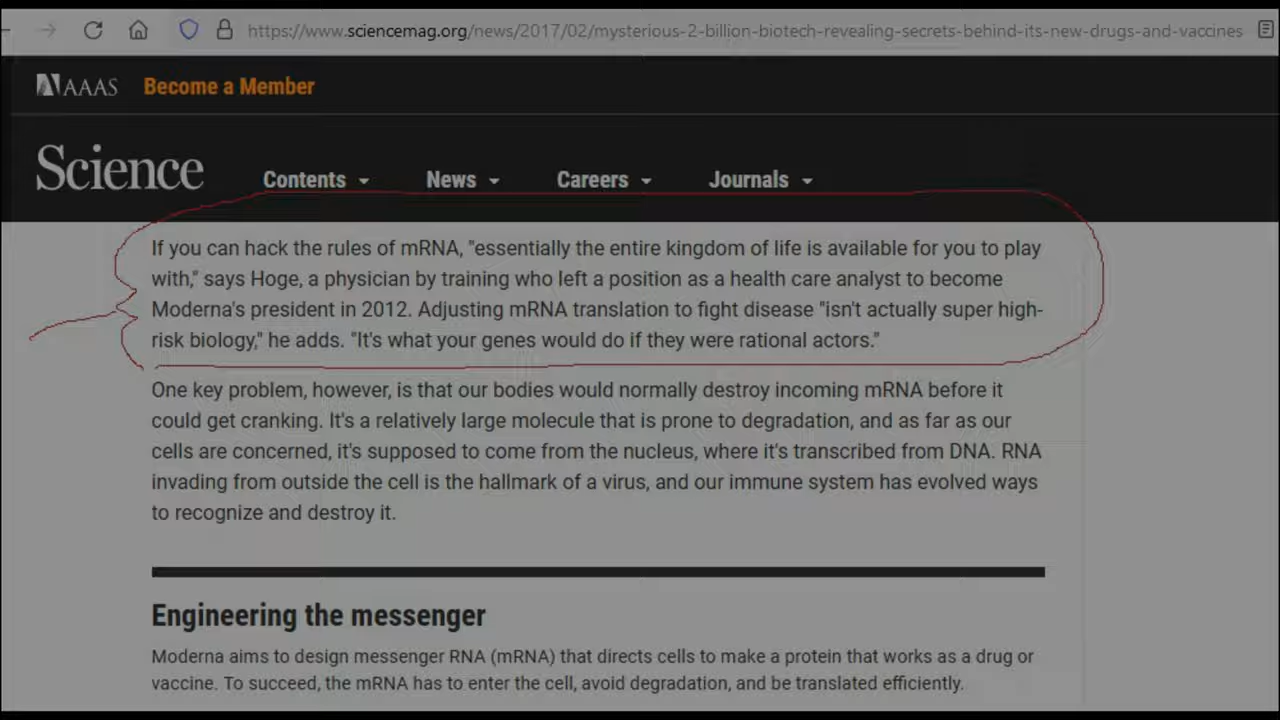 https://www.sciencemag.org/news/2017/02/mysterious-2-billion-biotech-revealing-secrets-behind-its-new-drugs-and-vaccines
AAAS Become a Member
Science Contents News Careers Journals
If you can hack the rules of mRNA, "essentially the entire kingdom of life is available for you to play
with," says Hoge, a physician by training who left a position as a health care analyst to become
Moderna's president in 2012. Adjusting mRNA translation to fight disease "isn't actually super high-
risk biology," he adds. "It's what your genes would do if they were rational actors."
One key problem, however, is that our bodies would normally destroy incoming mRNA before it
could get cranking. It's a relatively large molecule that is prone to degradation, and as far as our
cells are concerned, it's supposed to come from the nucleus, where it's transcribed from DNA. RNA
invading from outside the cell is the hallmark of a virus, and our immune system has evolved ways
to recognize and destroy it.
Engineering the messenger
Moderna aims to design messenger RNA (mRNA) that directs cells to make a protein that works as a drug or
vaccine. To succeed, the mRNA has to enter the cell, avoid degradation, and be translated efficiently.